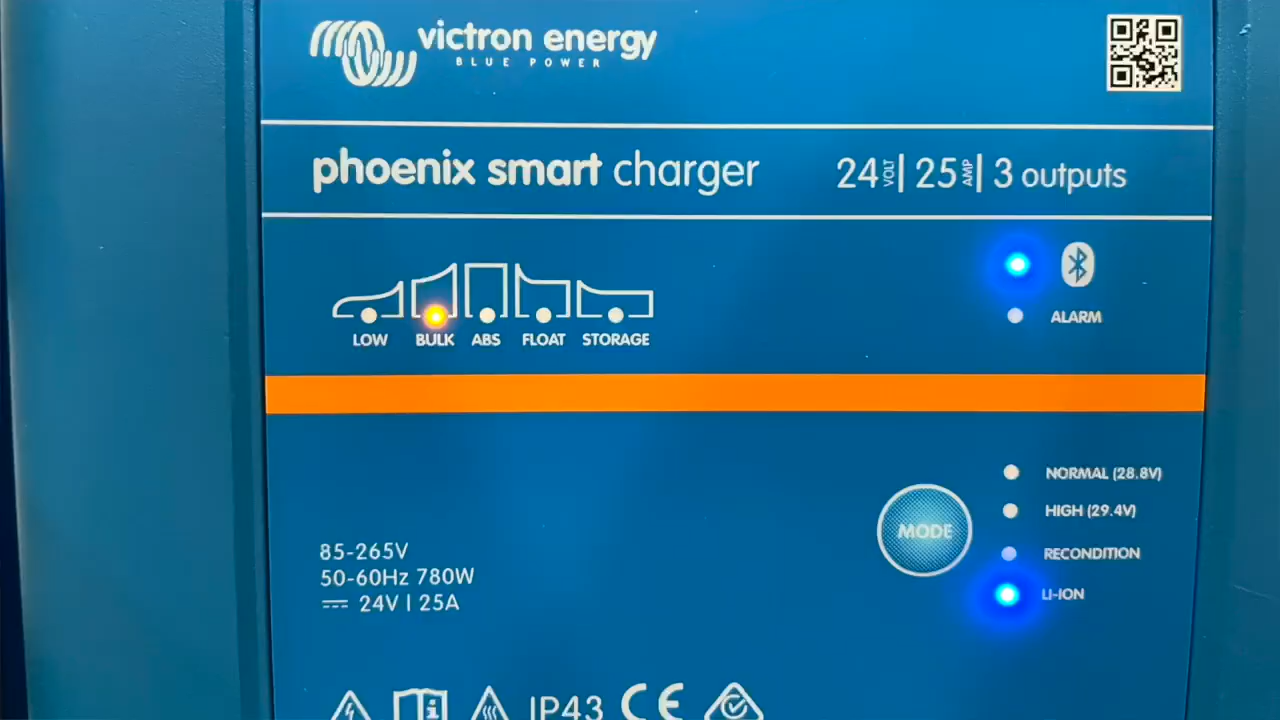 victron energy
BLUE POWER
phoenix smart charger
24 VOLT | 25 AMP | 3 outputs
LOW BULK ABS FLOAT STORAGE
ALARM
NORMAL (28.8V)
HIGH (29.4V)
MODE
RECONDITION
LI-ION
85-265V
50-60Hz 780W
24V | 25A
IP43 CE